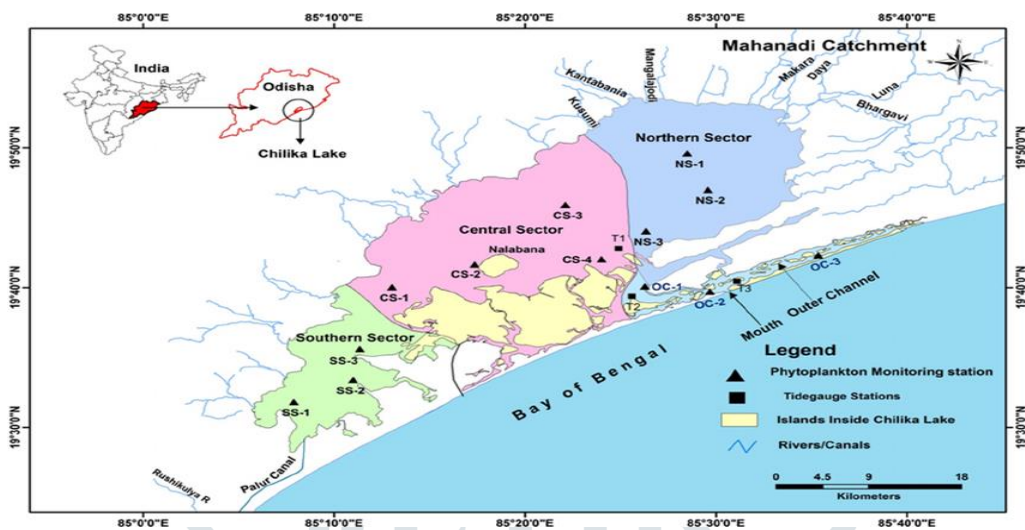 85°0'0"E 85°10'0"E 85°20'0"E 85°30'0"E 85°40'0"E
Mahanadi Catchment
N
India
Odisha
Chilika Lake
Kantabania
Kusumi
Mangalajodi
Makara
Daya
Luna
Bhargavi
19°50'0"N 19°50'0"N
Northern Sector
NS-1
NS-2
NS-3
Central Sector
Nalabana
CS-3
T1
CS-2
CS-4
CS-1
OC-1
OC-3
T2
OC-2
T3
19°40'0"N 19°40'0"N
Mouth
Outer Channel
Southern Sector
SS-3
SS-2
SS-1
Bay of Bengal
19°30'0"N 19°30'0"N
Palur Canal
Rushikulya R
Legend
Phytoplankton Monitoring station
Tidegauge Stations
Islands Inside Chilika Lake
Rivers/Canals
0 4.5 9 18
Kilometers
85°0'0"E 85°10'0"E 85°20'0"E 85°30'0"E 85°40'0"E